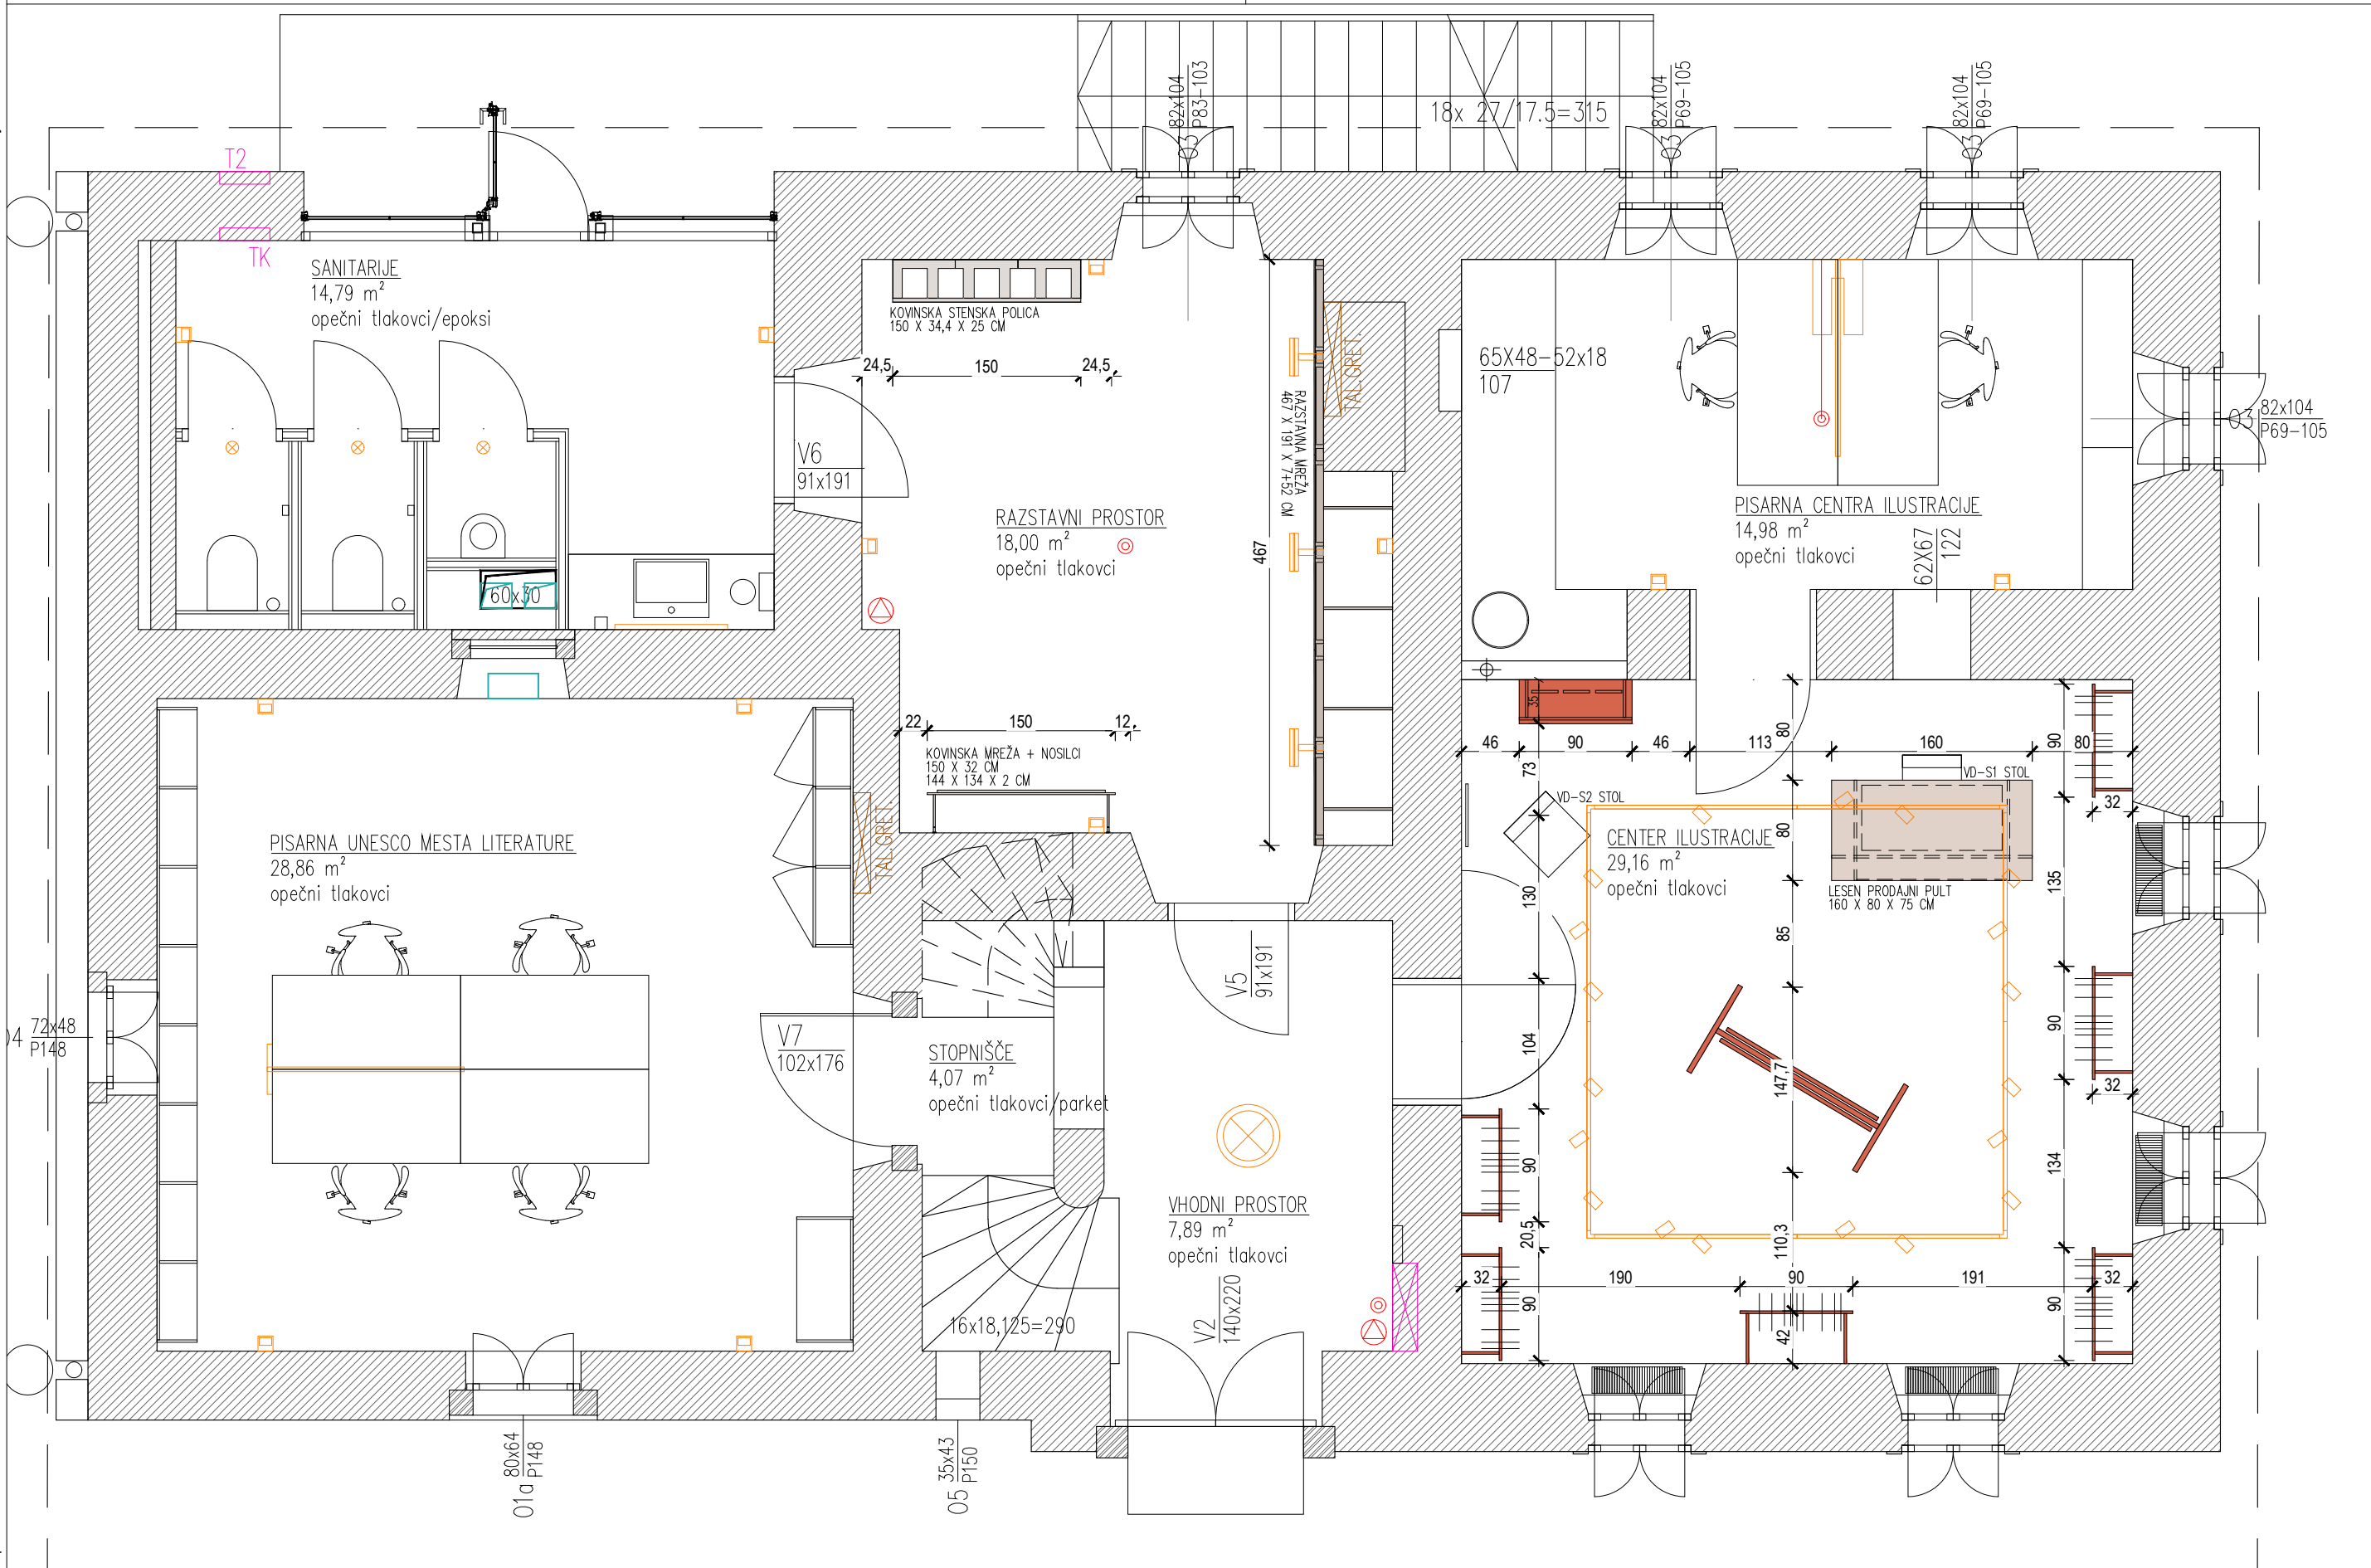 18x 27/17.5=315
82x104
P83-103
82x104
P69-105
82x104
P69-105
T2
TK
SANITARIJE
14,79 m²
opečni tlakovci/epoksi
KOVINSKA STENSKA POLICA
150 X 34,4 X 25 CM
24,5
150
24,5
RAZSTAVNA MREŽA
467 X 191 X 7+52 CM
467
TAL.GRET.
65X48-52x18
107
03
82x104
P69-105
V6
91x191
RAZSTAVNI PROSTOR
18,00 m²
opečni tlakovci
PISARNA CENTRA ILUSTRACIJE
14,98 m²
opečni tlakovci
62X67
122
60x30
22
150
12
KOVINSKA MREŽA + NOSILCI
150 X 32 CM
144 X 134 X 2 CM
35
46
90
46
113
160
80
80
90
73
32
VD-S1 STOL
VD-S2 STOL
CENTER ILUSTRACIJE
29,16 m²
opečni tlakovci
80
LESEN PRODAJNI PULT
160 X 80 X 75 CM
130
85
135
PISARNA UNESCO MESTA LITERATURE
28,86 m²
opečni tlakovci
TAL.GRET.
V5
91x191
04
72x48
P148
V7
102x176
STOPNIŠČE
4,07 m²
opečni tlakovci/parket
104
147,7
90
32
90
134
VHODNI PROSTOR
7,89 m²
opečni tlakovci
20,5
110,3
32
190
90
191
32
90
42
90
V2
140x220
16x18,125=290
01a
80x64
P148
05
35x43
P150